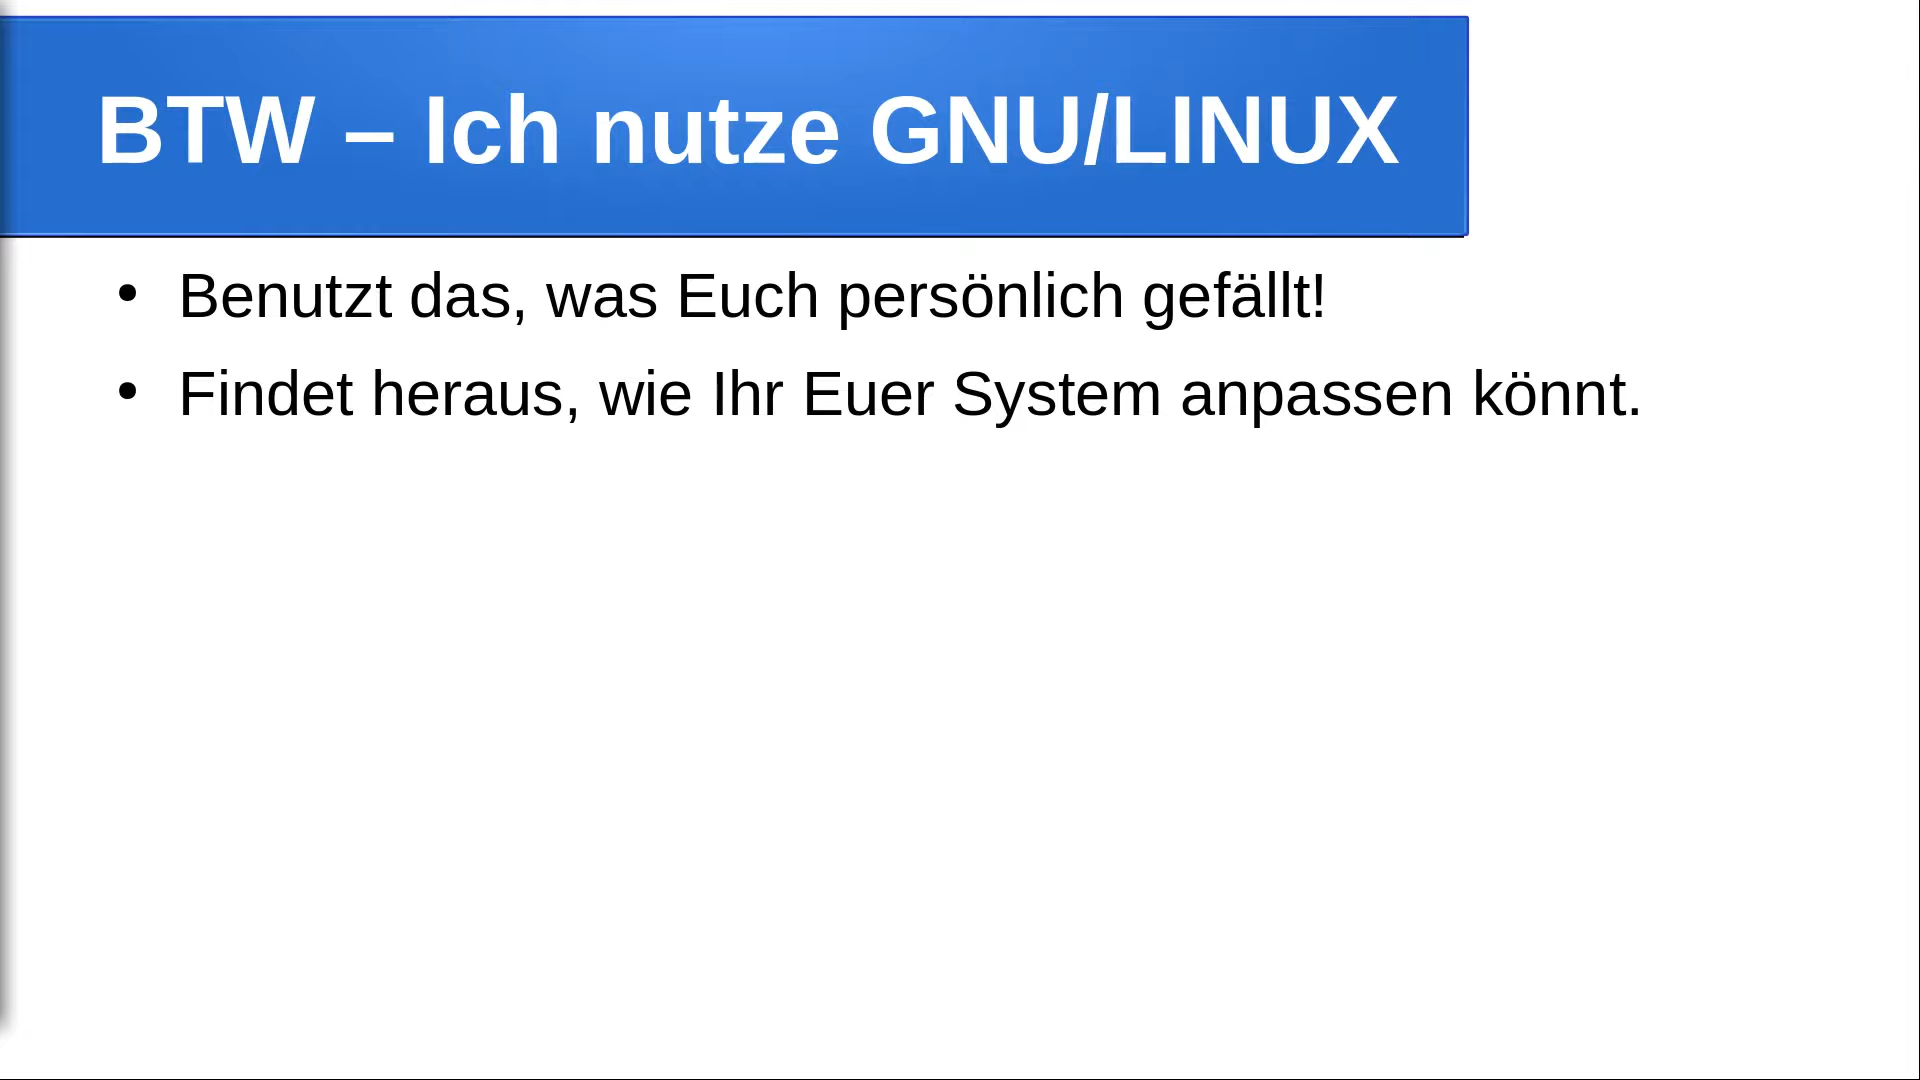 BTW – Ich nutze GNU/LINUX
• Benutzt das, was Euch persönlich gefällt!
• Findet heraus, wie Ihr Euer System anpassen könnt.